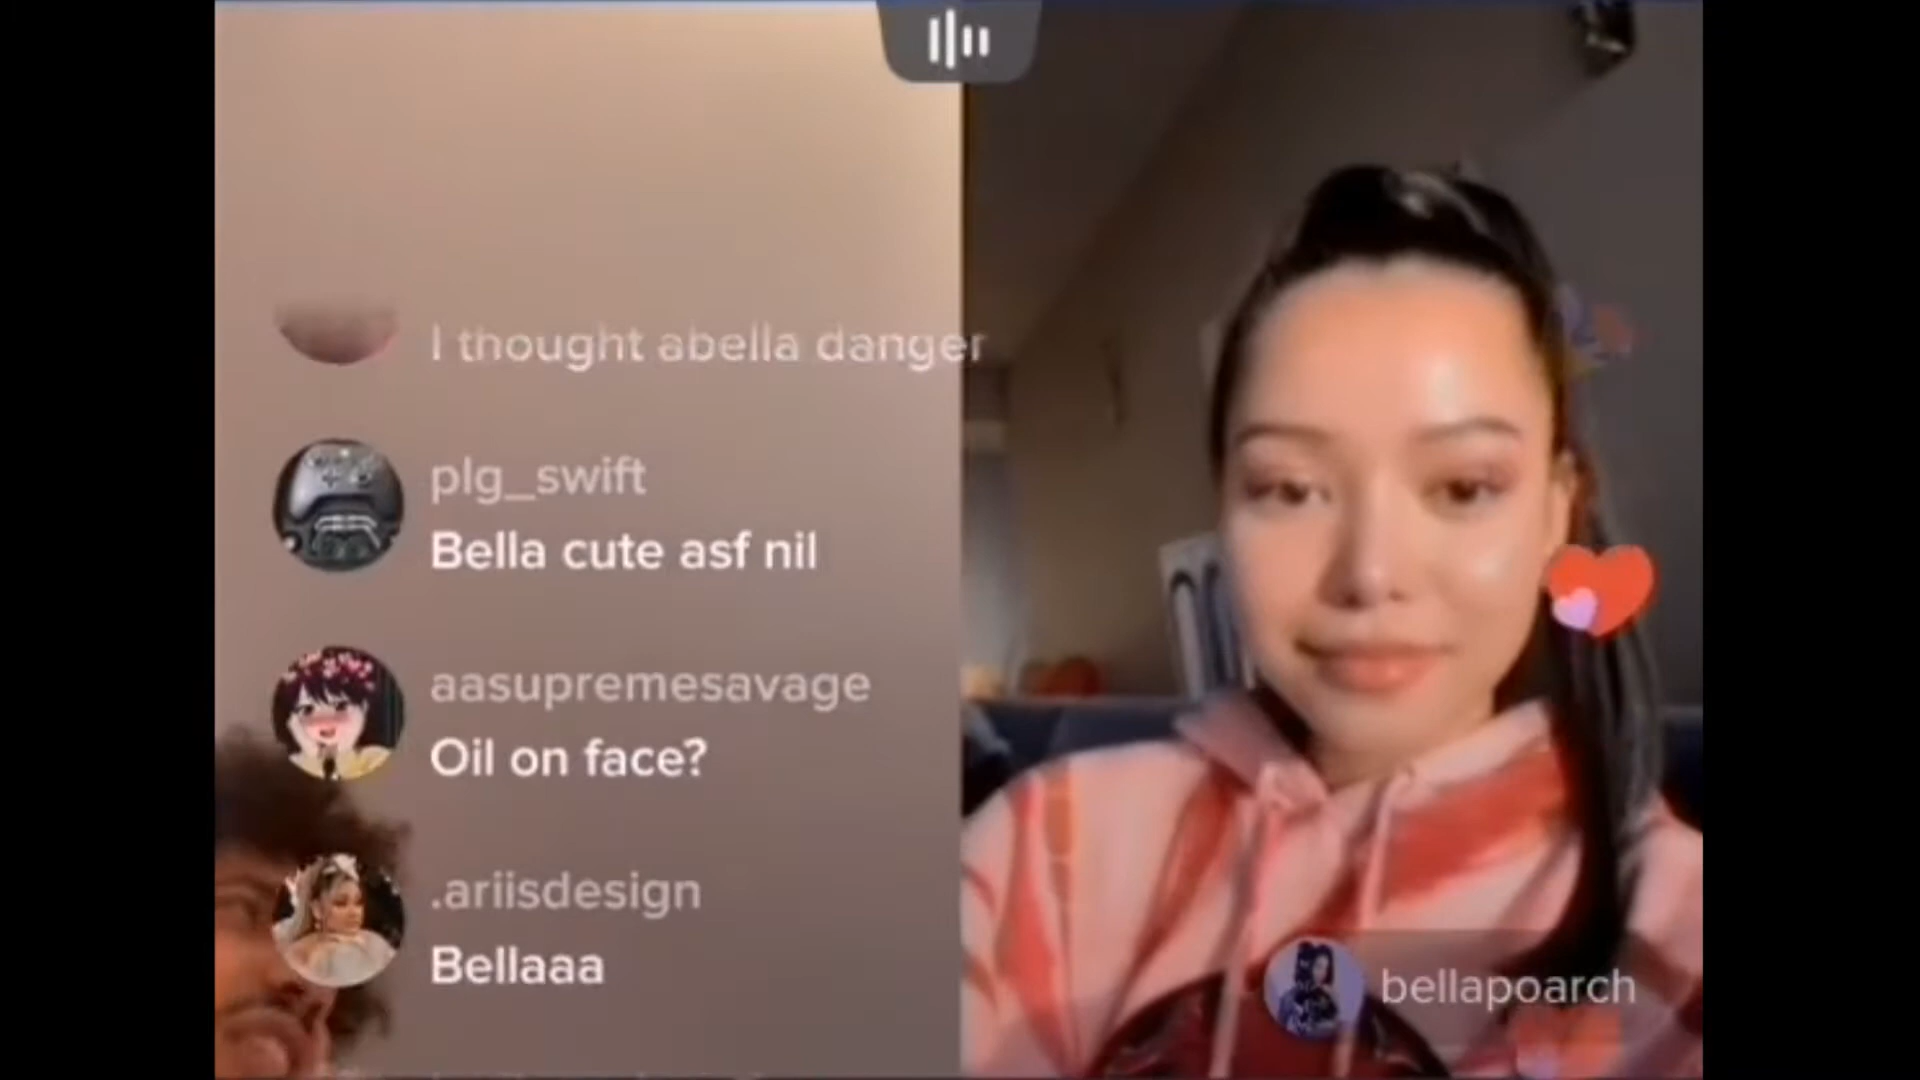 I thought abella danger
plg_swift
Bella cute asf nil
aasupremesavage
Oil on face?
.ariisdesign
Bellaaa
bellapoarch